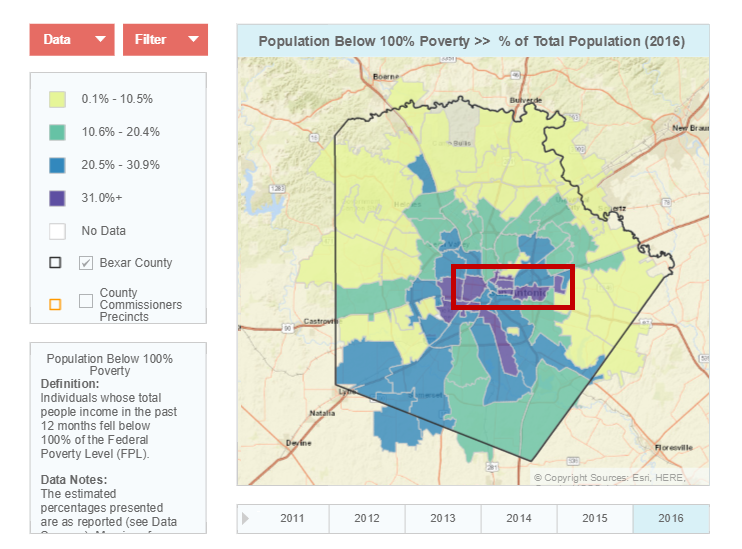 Data
Filter
0.1% - 10.5%
10.6% - 20.4%
20.5% - 30.9%
31.0%+
No Data
Bexar County
County
Commissioners
Precincts
Population Below 100%
Poverty
Definition:
Individuals whose total
people income in the past
12 months fell below
100% of the Federal
Poverty Level (FPL).
Data Notes:
The estimated
percentages presented
are as reported (see Data
Population Below 100% Poverty >> % of Total Population (2016)
Boerne
Bulverde
New Brau
Castrovi
Natalia
Devine
Floresville
© Copyright Sources: Esri, HERE,
2011
2012
2013
2014
2015
2016